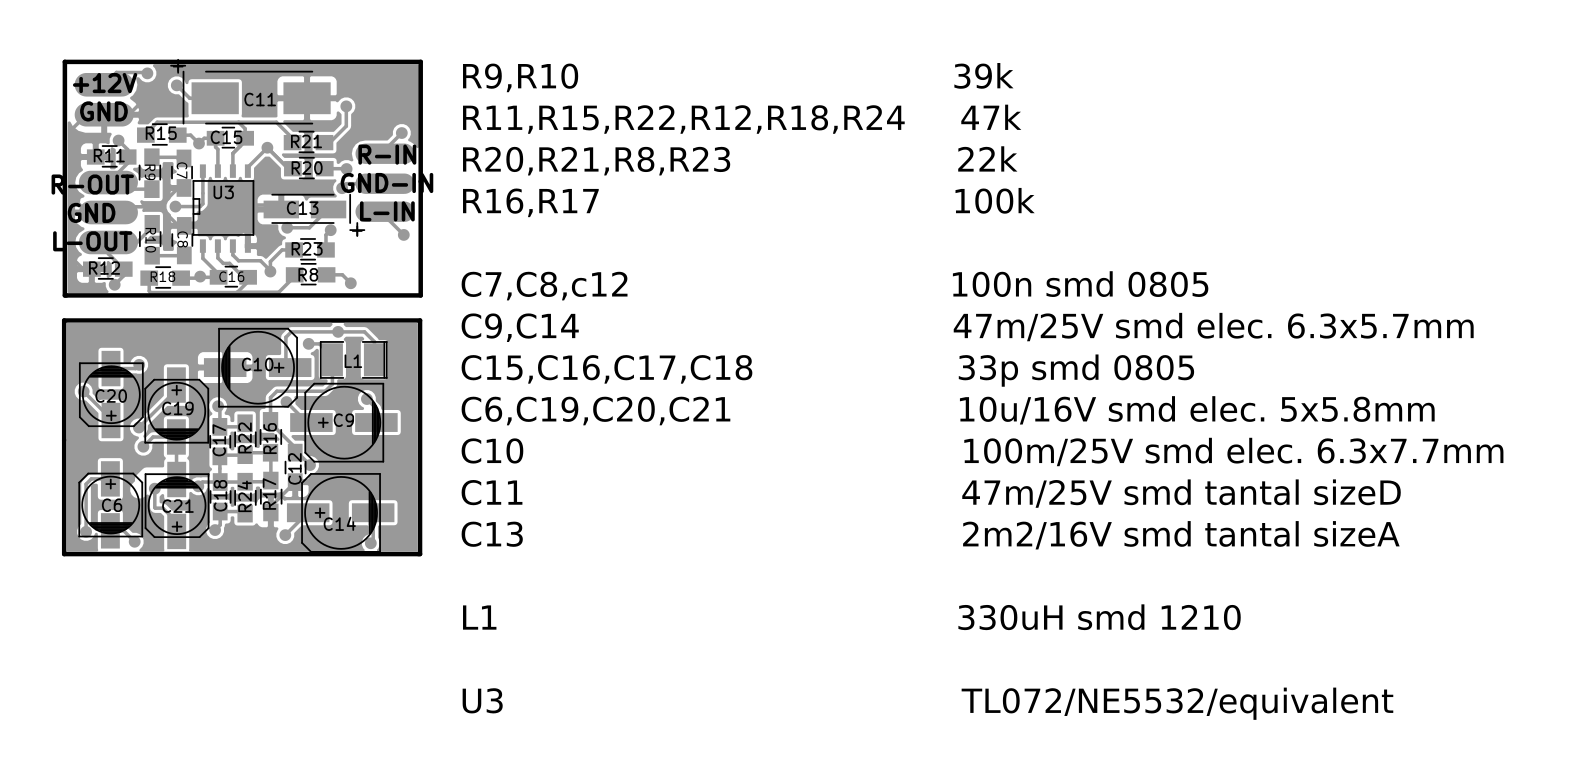 +12V
GND
C11
R15
C15
R21
R11
R9
C7
R20
R-IN
R-OUT
U3
GND-IN
GND
C13
L-IN
+
L-OUT
R10
C8
R23
R12
R18
C16
R8
C10+
L1
C20
+
+
C19
+C9
C17
R22
R16
C12
+
C6
C21
+
C18
R24
R17
+
C14
R9,R10 39k
R11,R15,R22,R12,R18,R24 47k
R20,R21,R8,R23 22k
R16,R17 100k
C7,C8,c12 100n smd 0805
C9,C14 47m/25V smd elec. 6.3x5.7mm
C15,C16,C17,C18 33p smd 0805
C6,C19,C20,C21 10u/16V smd elec. 5x5.8mm
C10 100m/25V smd elec. 6.3x7.7mm
C11 47m/25V smd tantal sizeD
C13 2m2/16V smd tantal sizeA
L1 330uH smd 1210
U3 TL072/NE5532/equivalent